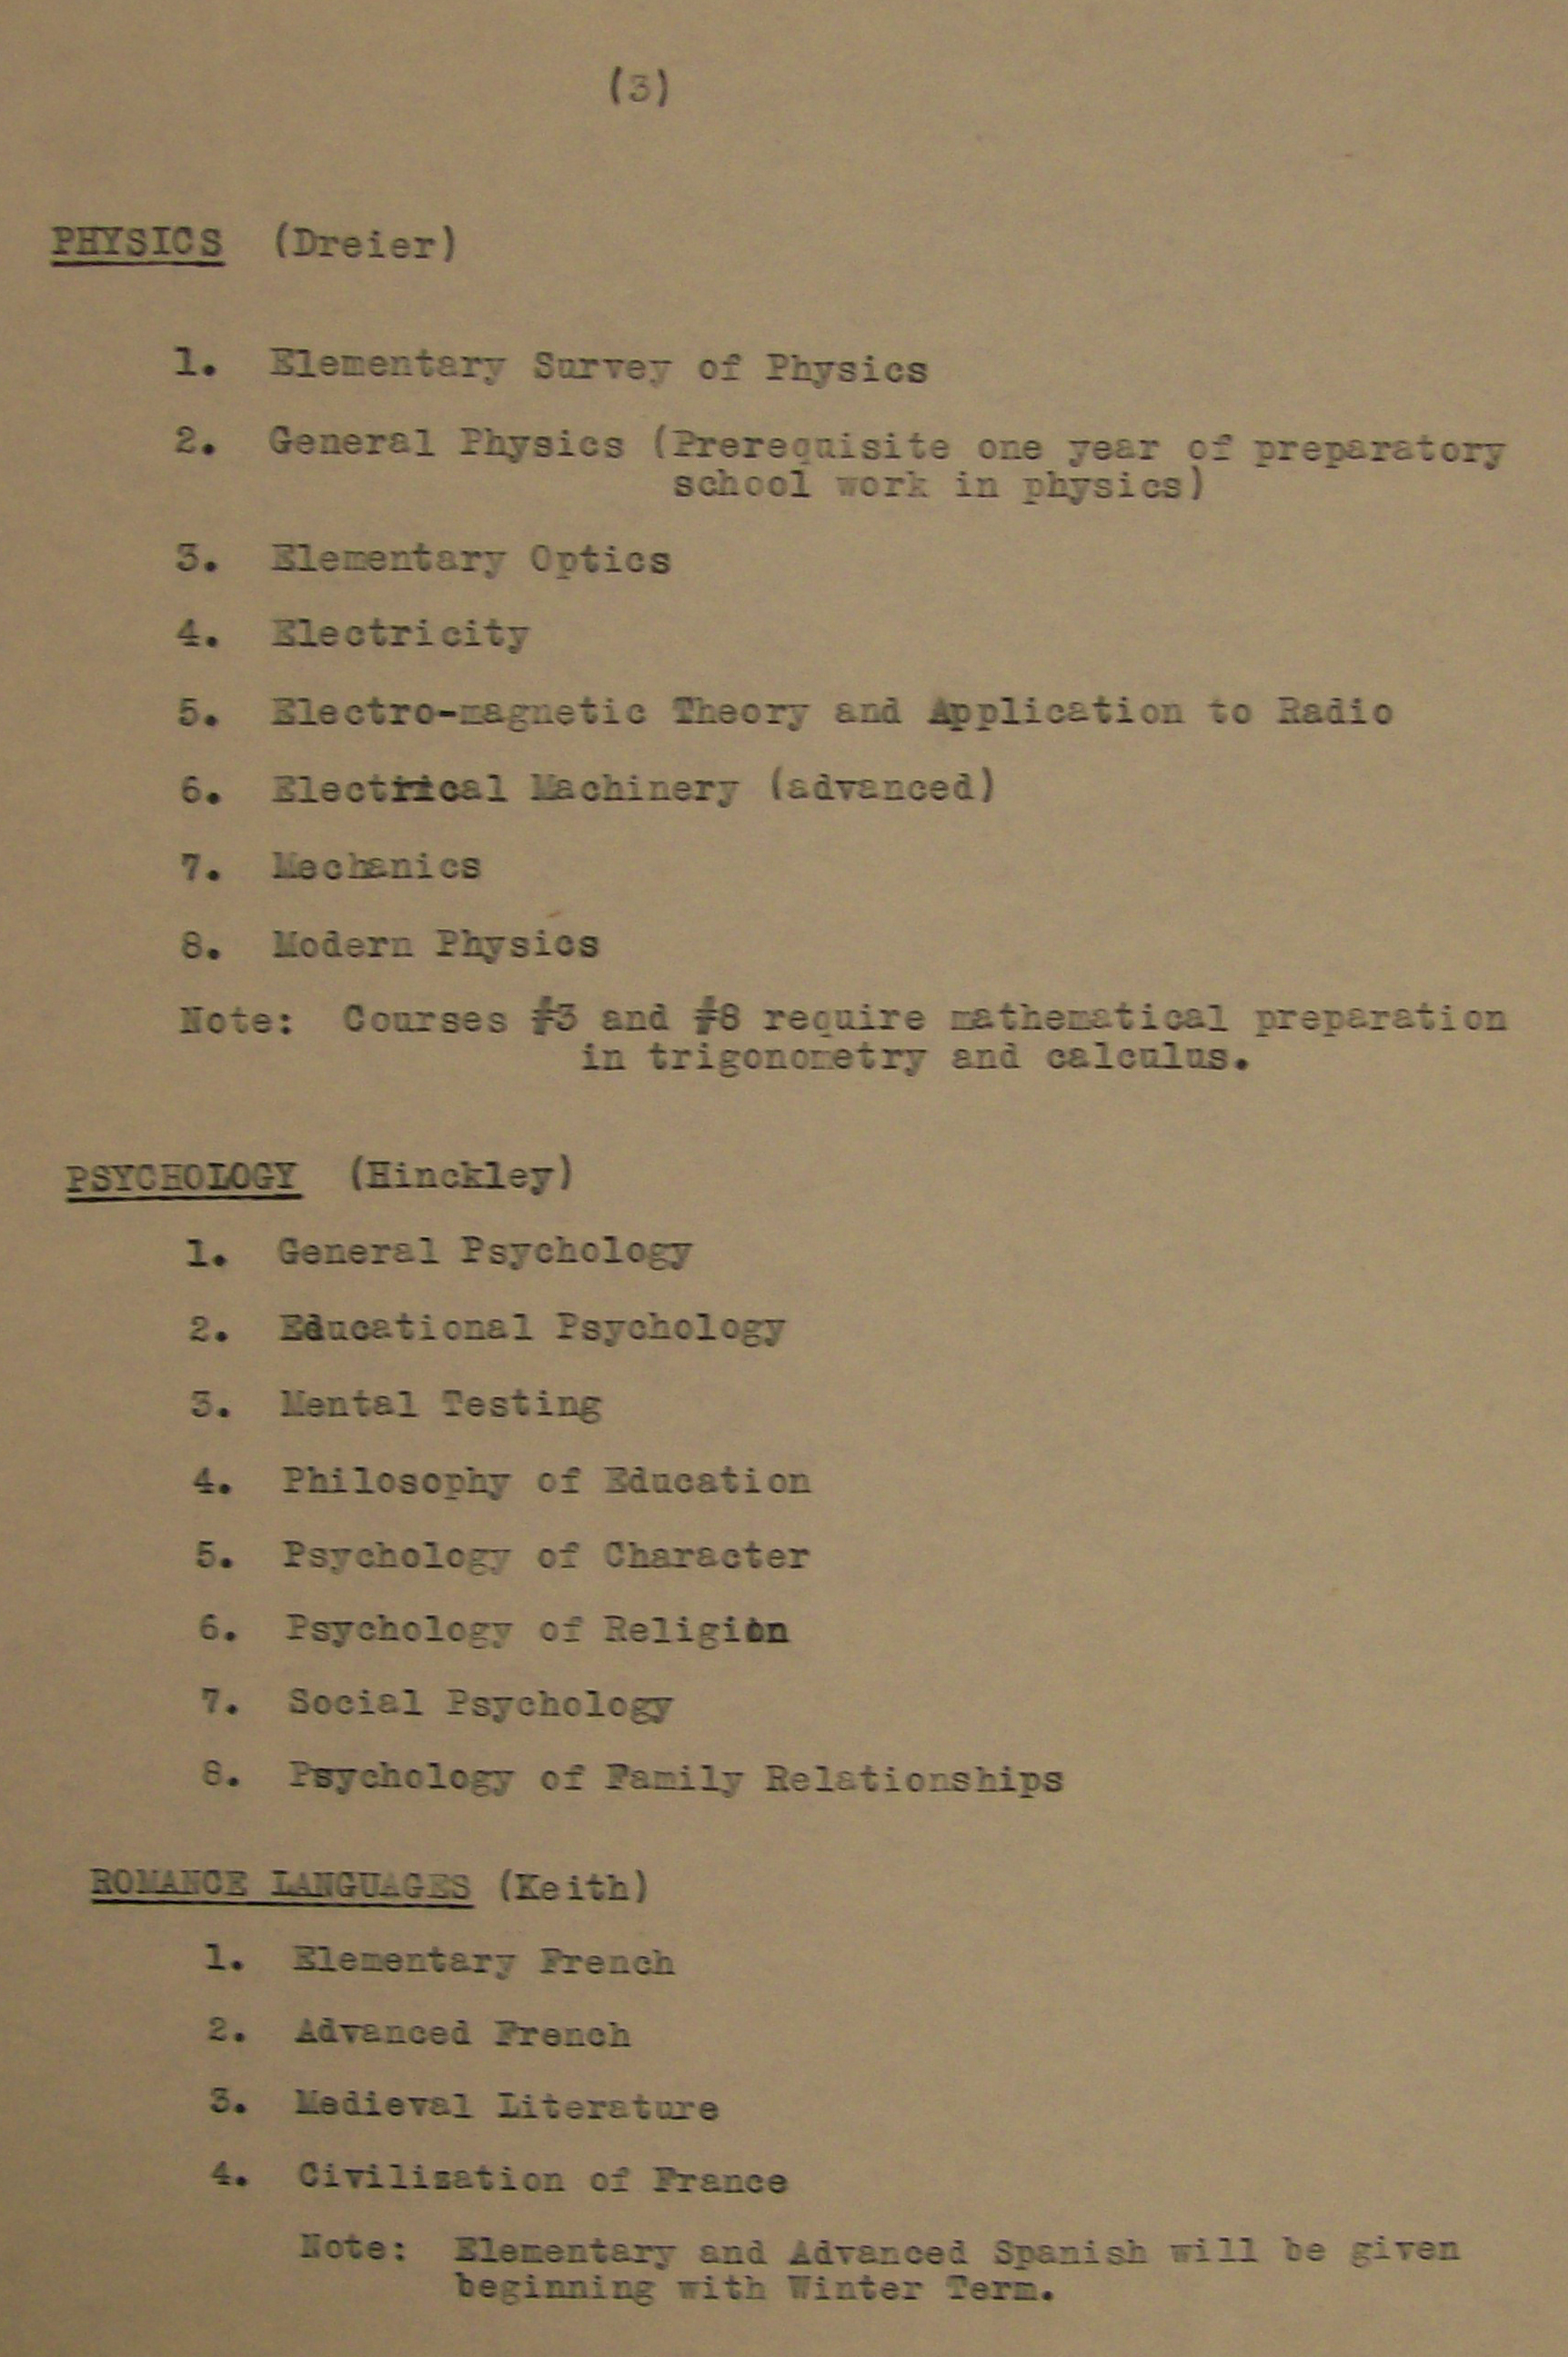 (3)
PHYSICS (Dreier)
1. Elementary Survey of Physics
2. General Physics (Prerequisite one year of preparatory
school work in physics)
3. Elementary Optics
4. Electricity
5. Electro-magnetic Theory and Application to Radio
6. Electrical Machinery (advanced)
7. Mechanics
8. Modern Physics
Note: Courses #3 and #8 require mathematical preparation
in trigonometry and calculus.
PSYCHOLOGY (Hinckley)
1. General Psychology
2. Educational Psychology
3. Mental Testing
4. Philosophy of Education
5. Psychology of Character
6. Psychology of Religion
7. Social Psychology
8. Psychology of Family Relationships
ROMANCE LANGUAGES (Keith)
1. Elementary French
2. Advanced French
3. Medieval Literature
4. Civilization of France
Note: Elementary and Advanced Spanish will be given
beginning with Winter Term.